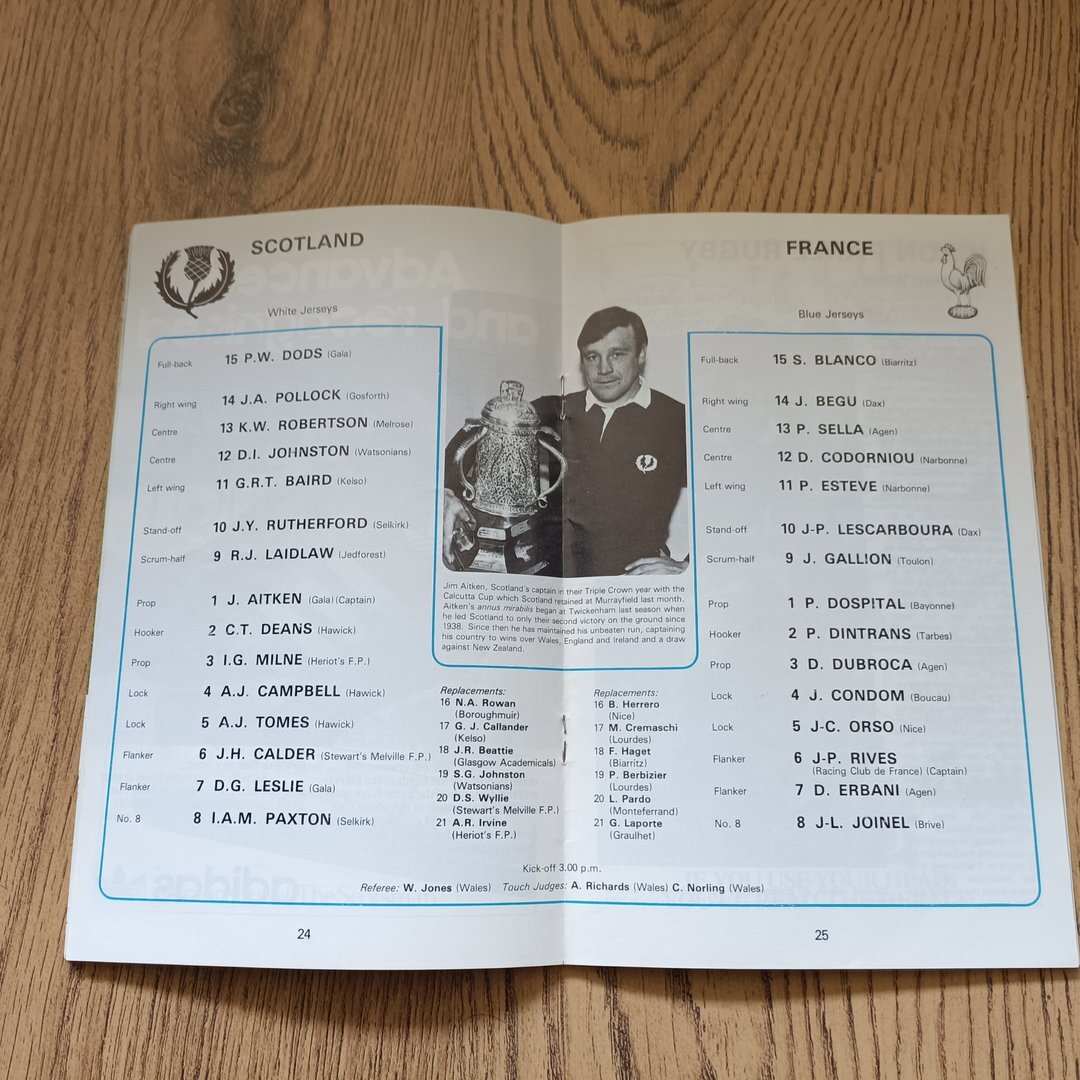 SCOTLAND
White Jerseys
Full-back 15 P.W. DODS (Gala)
Right wing 14 J.A. POLLOCK (Gosforth)
Centre 13 K.W. ROBERTSON (Melrose)
Centre 12 D.I. JOHNSTON (Watsonians)
Left wing 11 G.R.T. BAIRD (Kelso)
Stand-off 10 J.Y. RUTHERFORD (Selkirk)
Scrum-half 9 R.J. LAIDLAW (Jedforest)
Prop 1 J. AITKEN (Gala) (Captain)
Hooker 2 C.T. DEANS (Hawick)
Prop 3 I.G. MILNE (Heriot's F.P.)
Lock 4 A.J. CAMPBELL (Hawick)
Lock 5 A.J. TOMES (Hawick)
Flanker 6 J.H. CALDER (Stewart's Melville F.P.)
Flanker 7 D.G. LESLIE (Gala)
No. 8 8 I.A.M. PAXTON (Selkirk)
Jim Aitken, Scotland's captain in their Triple Crown year with the
Calcutta Cup which Scotland retained at Murrayfield last month.
Aitken's annus mirabilis began at Twickenham last season when
he led Scotland to only their second victory on the ground since
1938. Since then he has maintained his unbeaten run, captaining
his country to wins over Wales, England and Ireland and a draw
against New Zealand.
Replacements:
16 N.A. Rowan
(Boroughmuir)
17 G. J. Callander
(Kelso)
18 J.R. Beattie
(Glasgow Academicals)
19 S.G. Johnston
(Watsonians)
20 D.S. Wyllie
(Stewart's Melville F.P.)
21 A.R. Irvine
(Heriot's F.P.)
FRANCE
Blue Jerseys
Full-back 15 S. BLANCO (Biarritz)
Right wing 14 J. BEGU (Dax)
Centre 13 P. SELLA (Agen)
Centre 12 D. CODORNIOU (Narbonne)
Left wing 11 P. ESTEVE (Narbonne)
Stand-off 10 J-P. LESCARBOURA (Dax)
Scrum-half 9 J. GALLION (Toulon)
Prop 1 P. DOSPITAL (Bayonne)
Hooker 2 P. DINTRANS (Tarbes)
Prop 3 D. DUBROCA (Agen)
Lock 4 J. CONDOM (Boucau)
Lock 5 J-C. ORSO (Nice)
Flanker 6 J-P. RIVES
(Racing Club de France) (Captain)
Flanker 7 D. ERBANI (Agen)
No. 8 8 J-L. JOINEL (Brive)
Replacements:
16 B. Herrero
(Nice)
17 M. Cremaschi
(Lourdes)
18 F. Haget
(Biarritz)
19 P. Berbizier
(Lourdes)
20 L. Pardo
(Monteferrand)
21 G. Laporte
(Graulhet)
Kick-off 3.00 p.m.
Referee: W. Jones (Wales) Touch Judges: A. Richards (Wales) C. Norling (Wales)
24
25